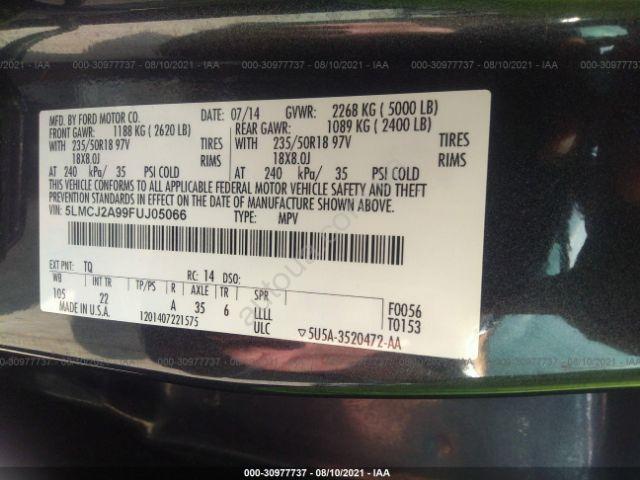 000-30977737 - 08/10/2021 - IAA
MFD. BY FORD MOTOR CO. DATE: 07/14 GVWR: 2268 KG ( 5000 LB)
FRONT GAWR: 1188 KG ( 2620 LB) REAR GAWR: 1089 KG ( 2400 LB)
WITH 235/50R18 97V TIRES WITH 235/50R18 97V TIRES
18X8.0J RIMS 18X8.0J RIMS
AT 240 kPa/ 35 PSI COLD AT 240 kPa/ 35 PSI COLD
THIS VEHICLE CONFORMS TO ALL APPLICABLE FEDERAL MOTOR VEHICLE SAFETY AND THEFT
PREVENTION STANDARDS IN EFFECT ON THE DATE OF MANUFACTURE SHOWN ABOVE.
VIN: 5LMCJ2A99FUJ05066 TYPE: MPV
autous.com
EXT PNT: TQ RC: 14 DSO:
WB INT TR TP/PS R AXLE TR SPR
105 22 A 35 6 LLLL F0056
MADE IN U.S.A. 1201407221575 ULC T0153
▽5U5A-3520472-AA
000-30977737 - 08/10/2021 - IAA
000-30977737 - 08/10/2021 - IAA